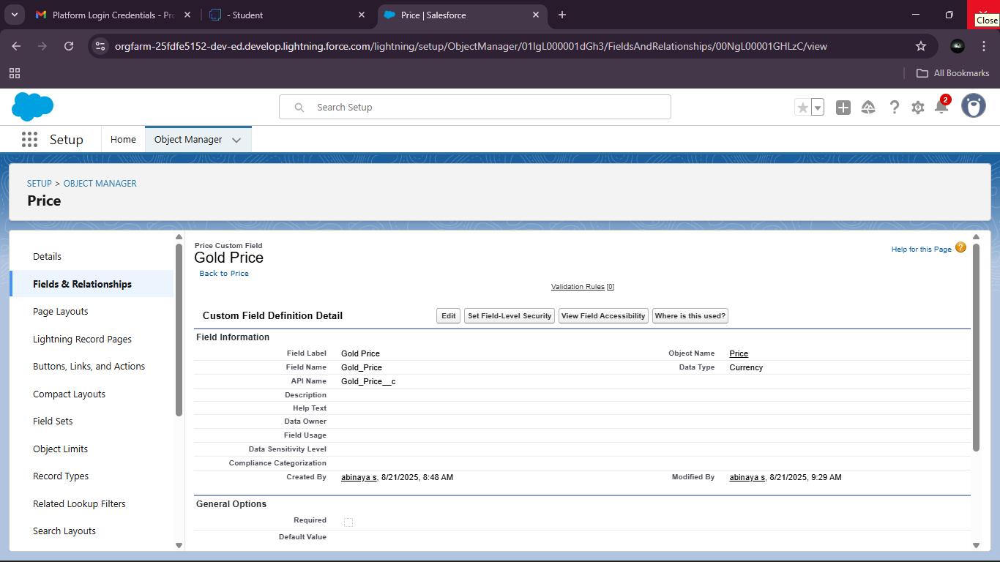 Platform Login Credentials - Pro
- Student
Price | Salesforce
Close
orgfarm-25fdfe5152-dev-ed.develop.lightning.force.com/lightning/setup/ObjectManager/01IgL000001dGh3/FieldsAndRelationships/00NgL00001GHLzC/view
All Bookmarks
Search Setup
2
Setup
Home
Object Manager
SETUP > OBJECT MANAGER
Price
Details
Fields & Relationships
Page Layouts
Lightning Record Pages
Buttons, Links, and Actions
Compact Layouts
Field Sets
Object Limits
Record Types
Related Lookup Filters
Search Layouts
Price Custom Field
Gold Price
Help for this Page
Back to Price
Validation Rules [0]
Custom Field Definition Detail
Edit
Set Field-Level Security
View Field Accessibility
Where is this used?
Field Information
Field Label Gold Price Object Name Price
Field Name Gold_Price Data Type Currency
API Name Gold_Price__c
Description
Help Text
Data Owner
Field Usage
Data Sensitivity Level
Compliance Categorization
Created By abinaya s, 8/21/2025, 8:48 AM Modified By abinaya s, 8/21/2025, 9:29 AM
General Options
Required
Default Value